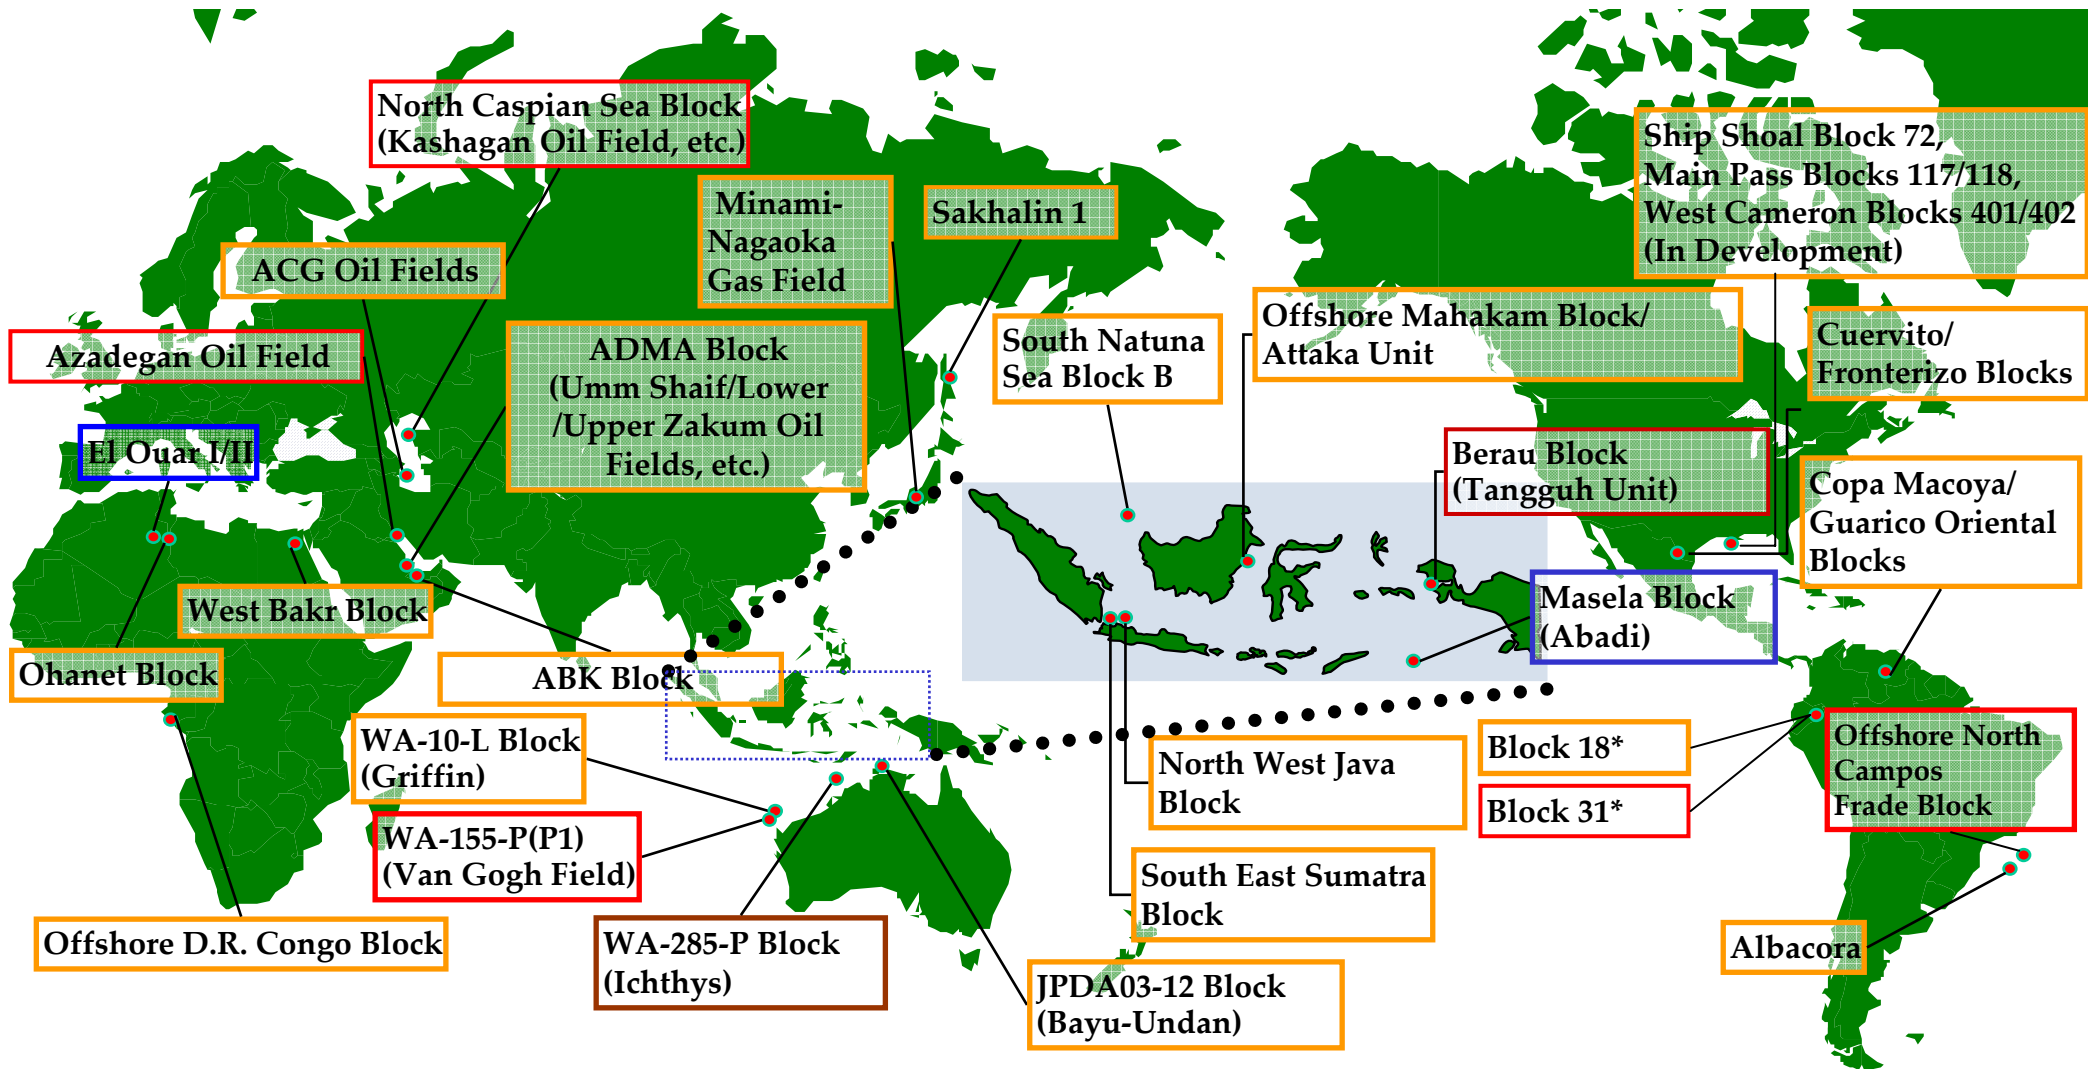 North Caspian Sea Block
(Kashagan Oil Field, etc.)
Ship Shoal Block 72,
Main Pass Blocks 117/118,
West Cameron Blocks 401/402
(In Development)
Minami-
Nagaoka
Gas Field
Sakhalin 1
ACG Oil Fields
Offshore Mahakam Block/
Attaka Unit
South Natuna
Sea Block B
Cuervito/
Fronterizo Blocks
Azadegan Oil Field
ADMA Block
(Umm Shaif/Lower
/Upper Zakum Oil
Fields, etc.)
El Ouar I/II
Berau Block
(Tangguh Unit)
Copa Macoya/
Guarico Oriental
Blocks
West Bakr Block
Masela Block
(Abadi)
Ohanet Block
ABK Block
WA-10-L Block
(Griffin)
North West Java
Block
Block 18*
Offshore North
Campos
Frade Block
Block 31*
WA-155-P(P1)
(Van Gogh Field)
South East Sumatra
Block
Offshore D.R. Congo Block
WA-285-P Block
(Ichthys)
Albacora
JPDA03-12 Block
(Bayu-Undan)